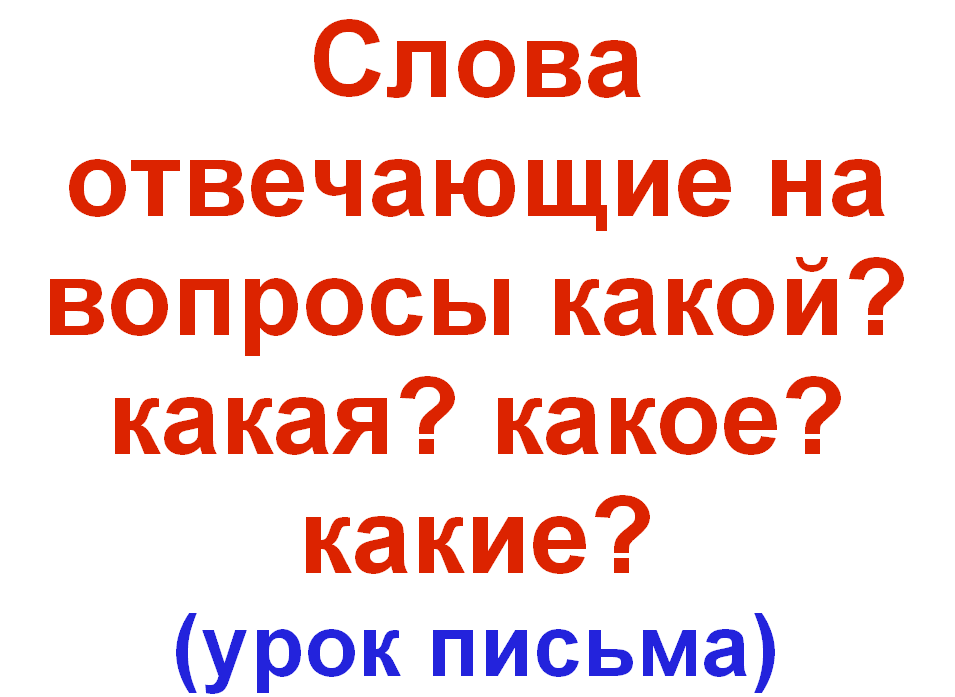 Слова
отвечающие на
вопросы какой?
какая? какое?
какие?
(урок письма)